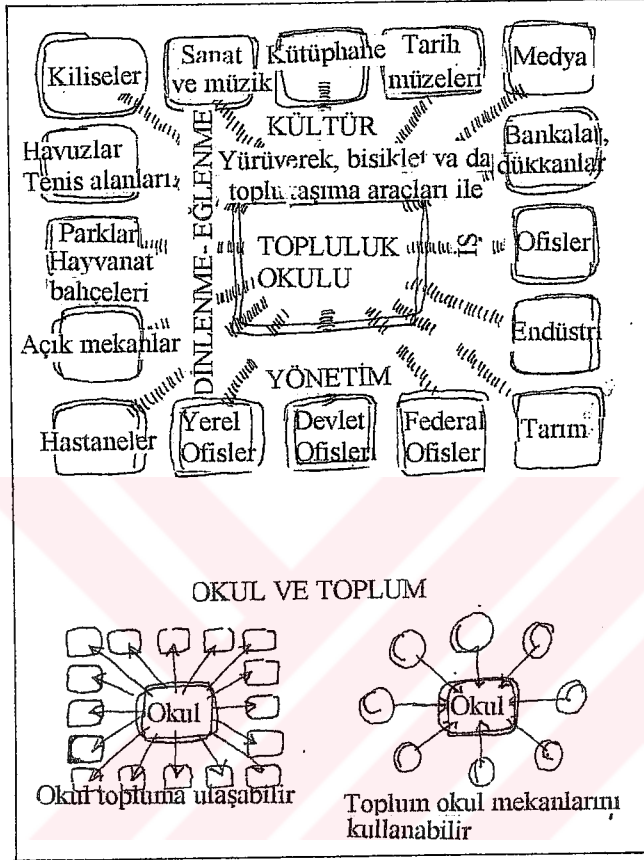 Kiliseler
Sanat
ve müzik
Kütüphane
Tarih
müzeleri
Medya
KÜLTÜR
Havuzlar
Tenis alanları
Yürüyerek, bisiklet ya da
toplu taşıma araçları ile
Bankalar,
dükkanlar
DİNLENME - EĞLENME
Parklar
Hayvanat
bahçeleri
TOPLULUK
OKULU
İŞ
Ofisler
Açık mekanlar
Endüstri
YÖNETİM
Hastaneler
Yerel
Ofisler
Devlet
Ofisler
Federal
Ofisler
Tarım
OKUL VE TOPLUM
Okul
Okul topluma ulaşabilir
Okul
Toplum okul mekanlarını
kullanabilir